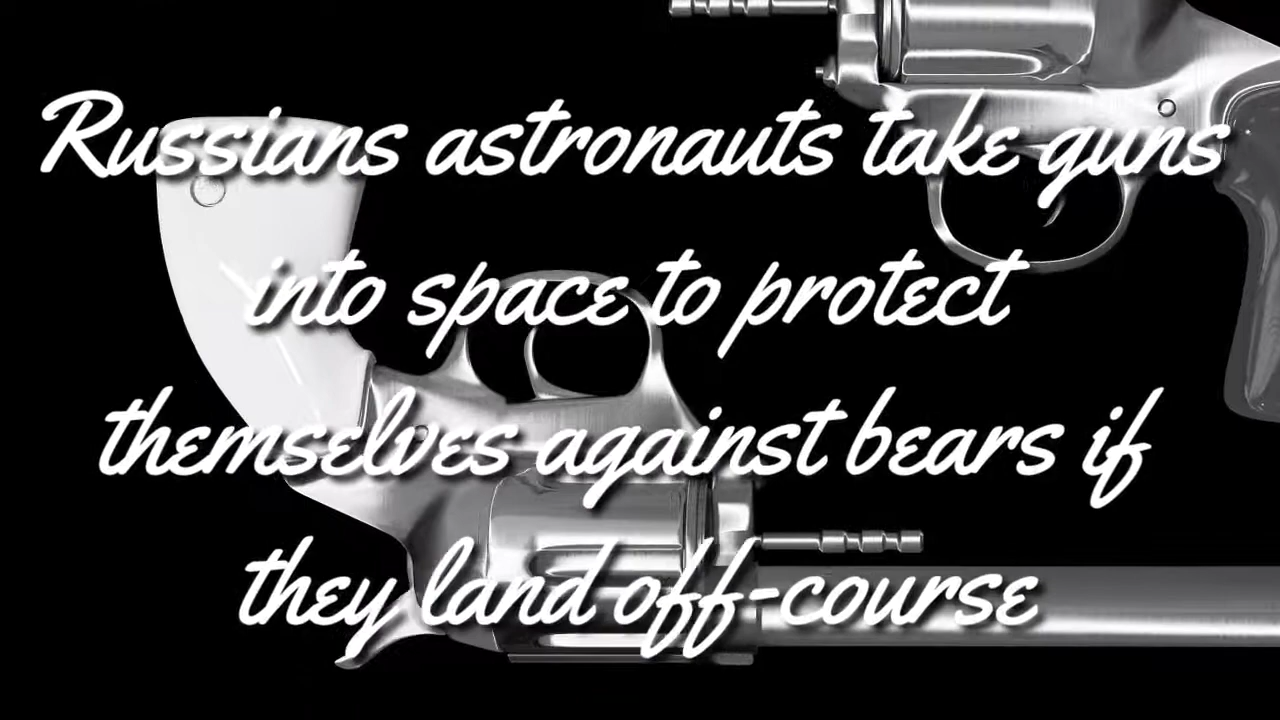 Russians astronauts take guns
into space to protect
themselves against bears if
they land off-course